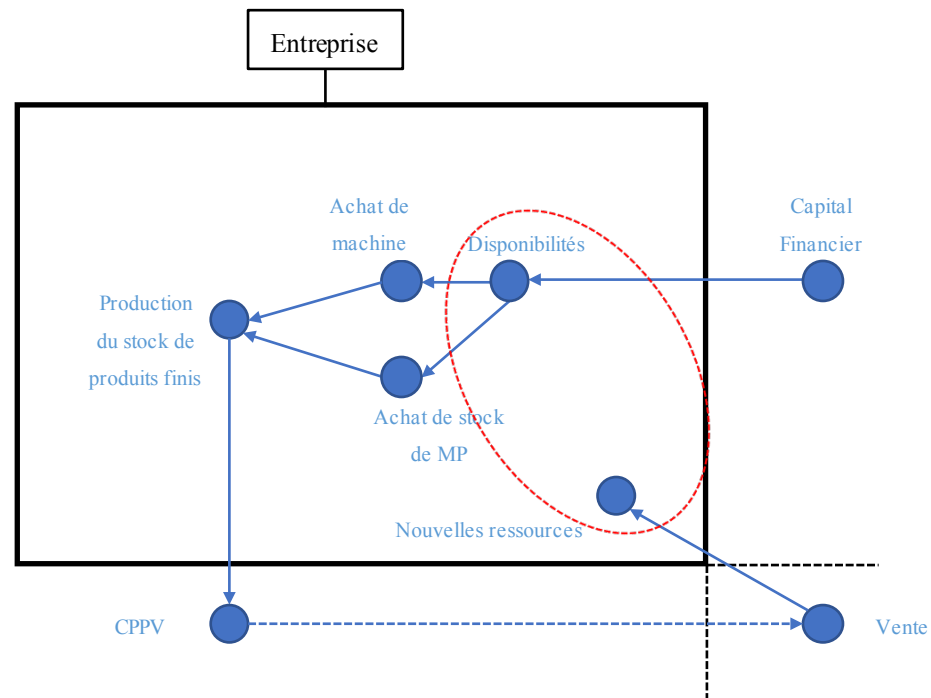 Entreprise
Achat de
machine
Disponibilités
Capital
Financier
Production
du stock de
produits finis
Achat de stock
de MP
Nouvelles ressources
CPPV
Vente